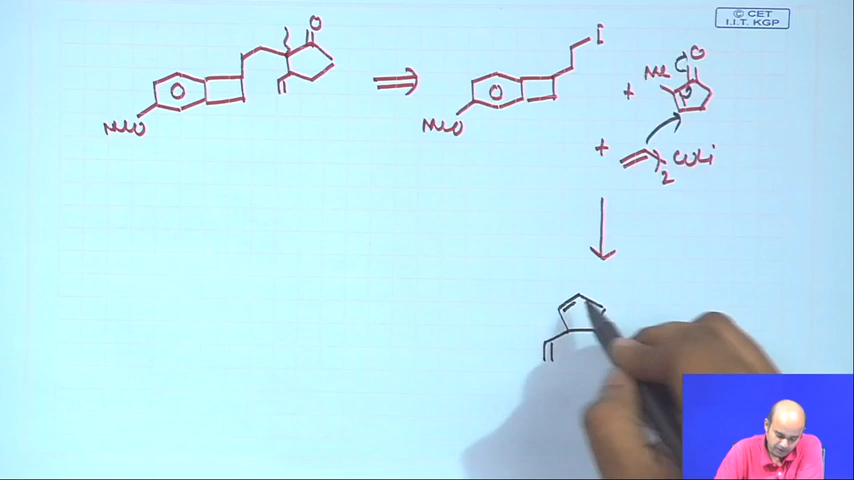 © CET
I.I.T. KGP
O
I
O
Me
+
O
O
MeO
MeO
+
)₂ CuLi